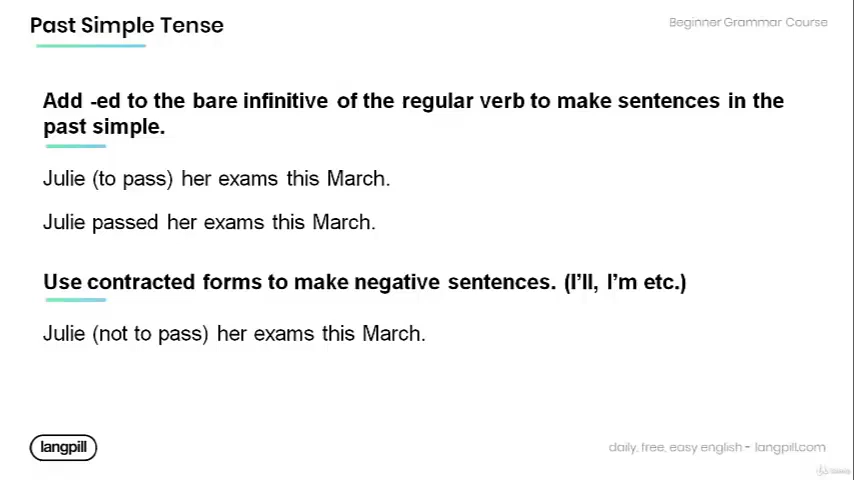 Past Simple Tense
Beginner Grammar Course
Add -ed to the bare infinitive of the regular verb to make sentences in the
past simple.
Julie (to pass) her exams this March.
Julie passed her exams this March.
Use contracted forms to make negative sentences. (I’ll, I’m etc.)
Julie (not to pass) her exams this March.
langpill
daily, free, easy english - langpill.com
Udemy